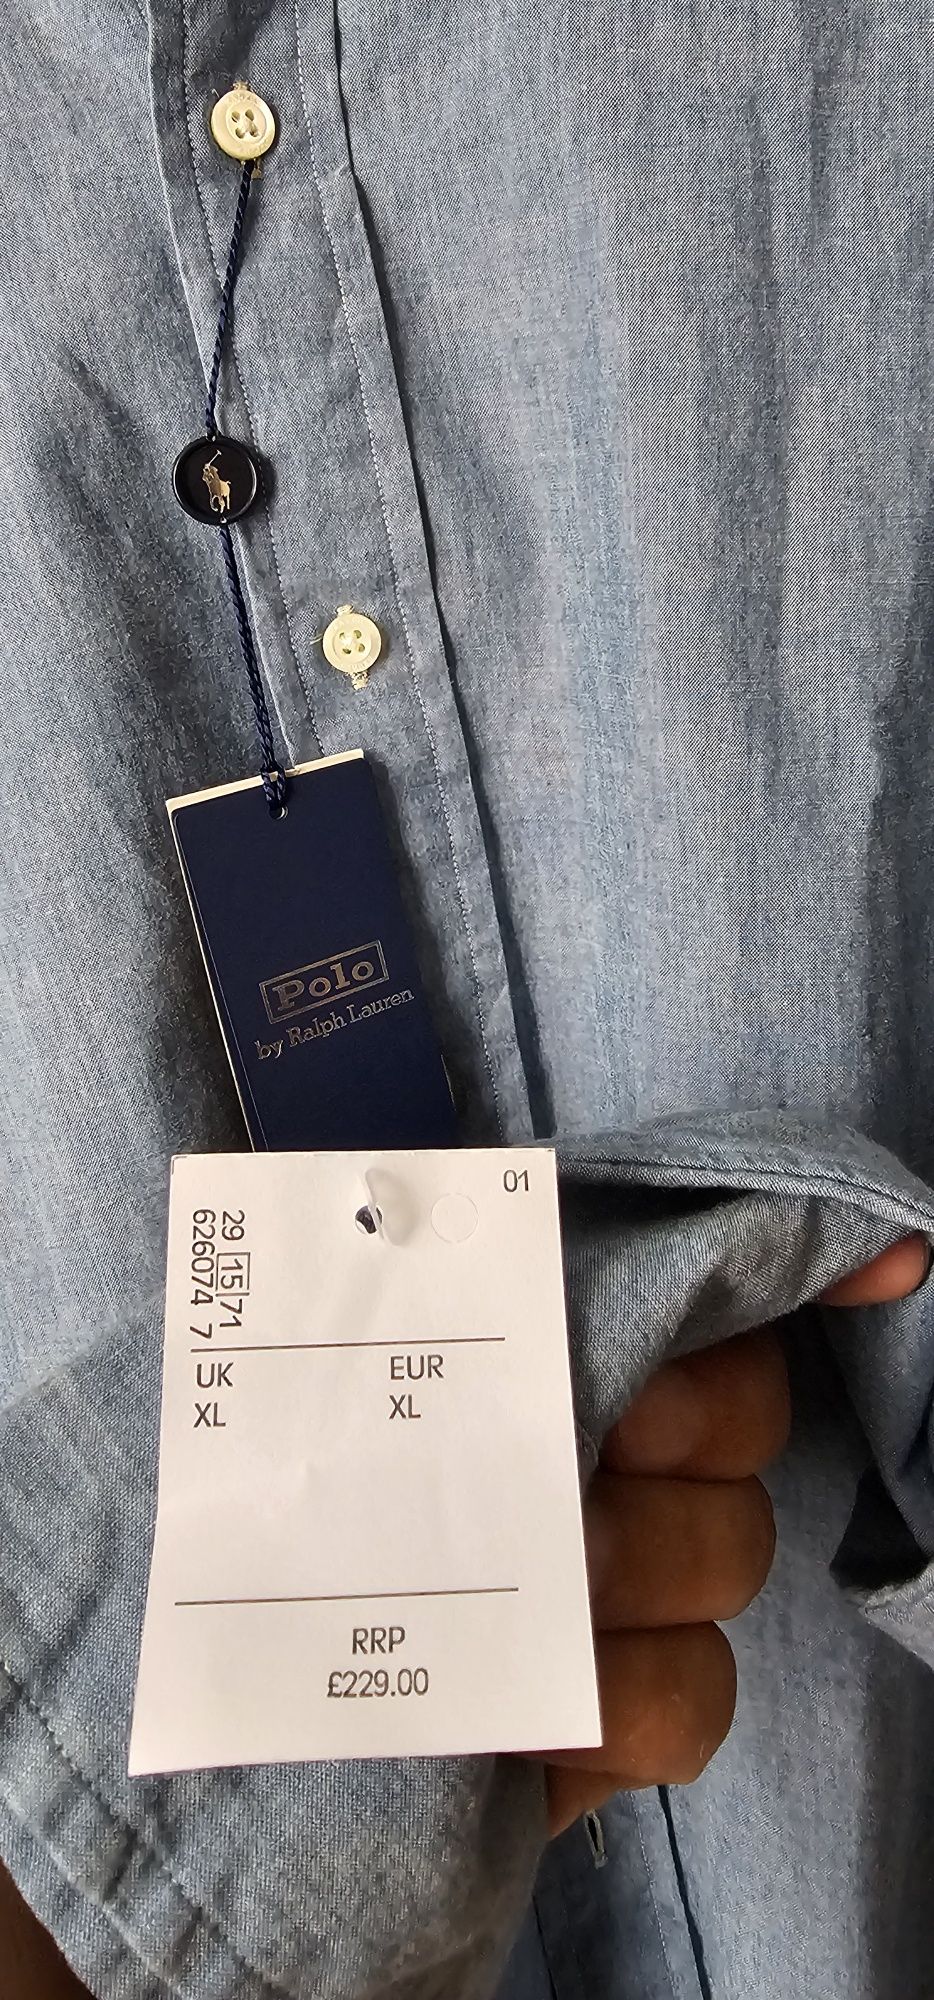 Polo
by Ralph Lauren
01
29 15 71
626074 7
UK EUR
XL XL
RRP
£229.00